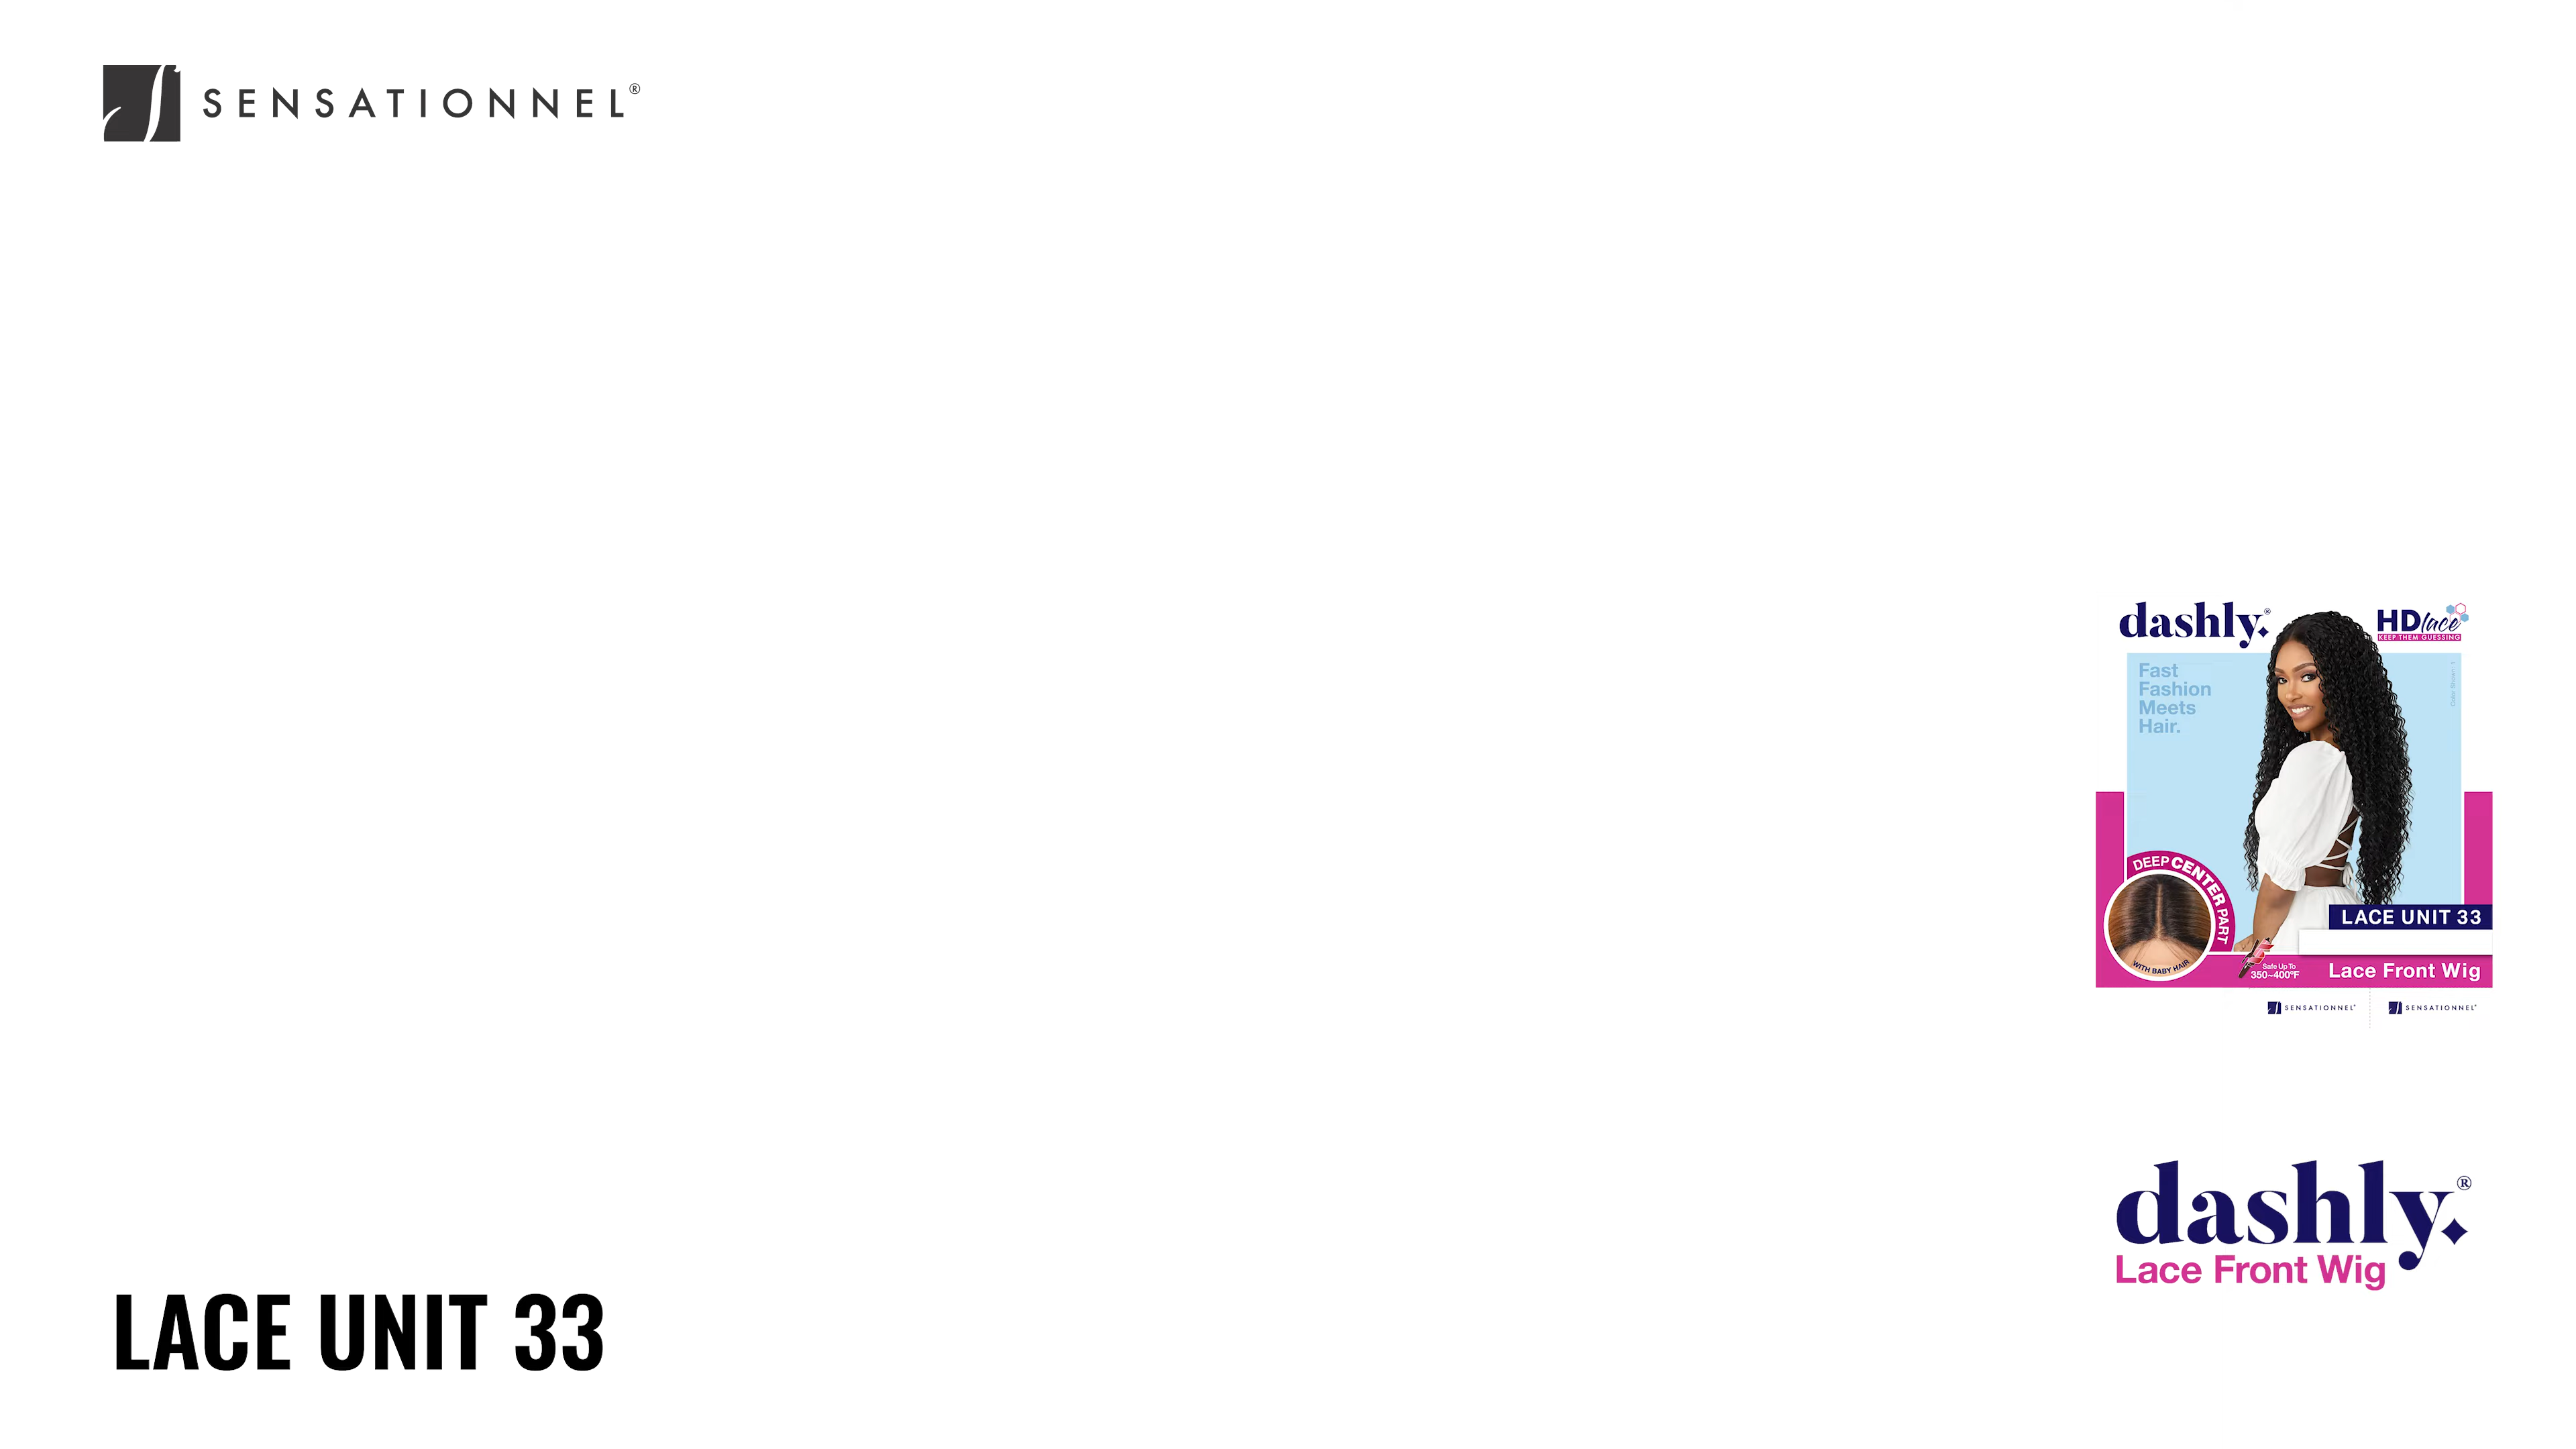 SENSATIONNEL®
dashly.®
HD lace
KEEP THEM GUESSING
Fast
Fashion
Meets
Hair.
DEEP CENTER PART
WITH BABY HAIR
Safe Up To
350~400°F
LACE UNIT 33
Lace Front Wig
SENSATIONNEL®
SENSATIONNEL®
dashly.®
Lace Front Wig
LACE UNIT 33